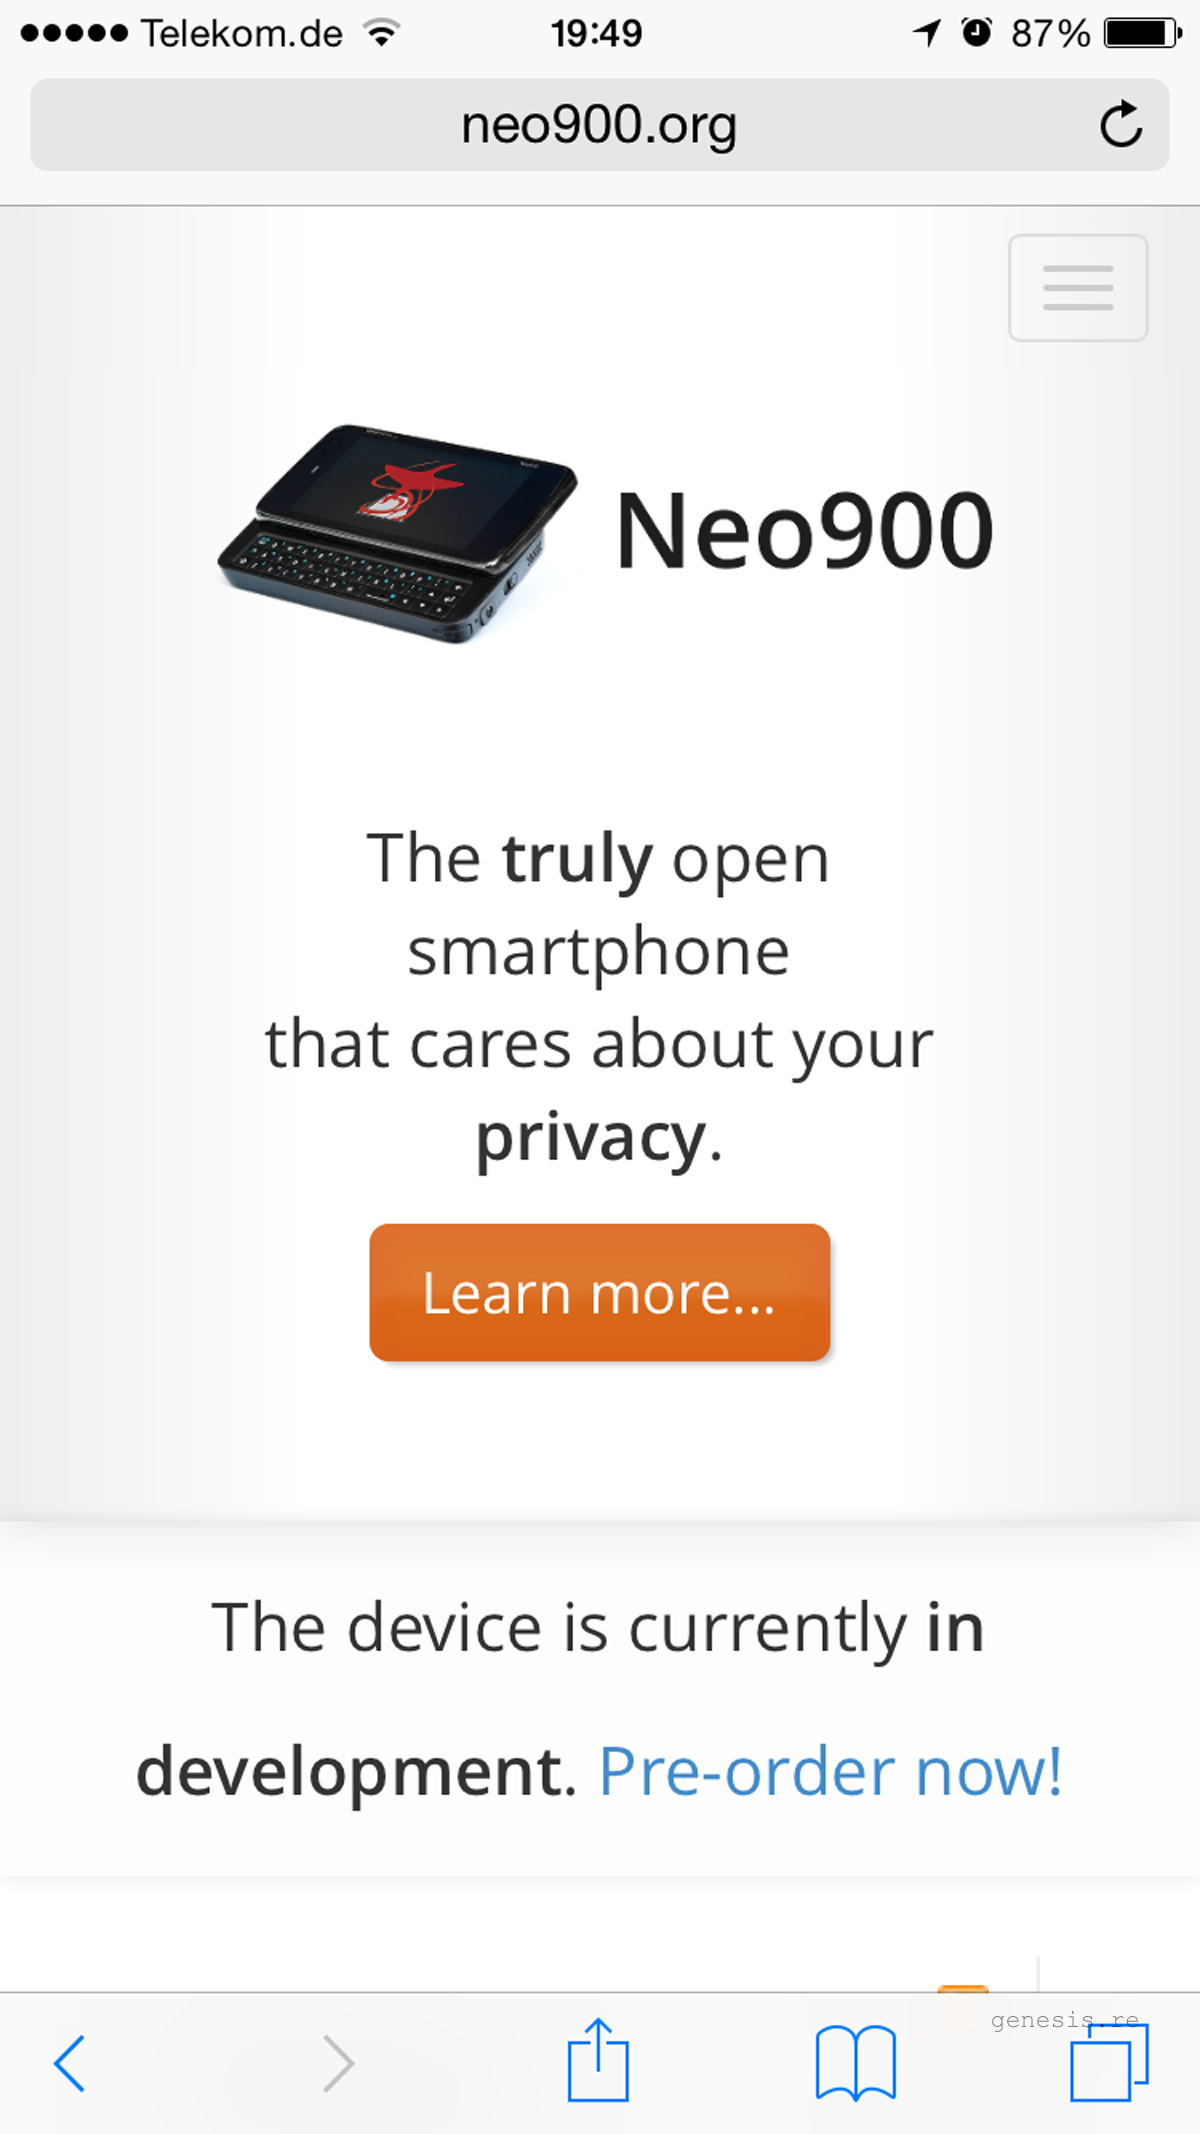 Telekom.de 19:49 87%
neo900.org
Neo900
The truly open
smartphone
that cares about your
privacy.
Learn more...
The device is currently in
development. Pre-order now!
genesis.re